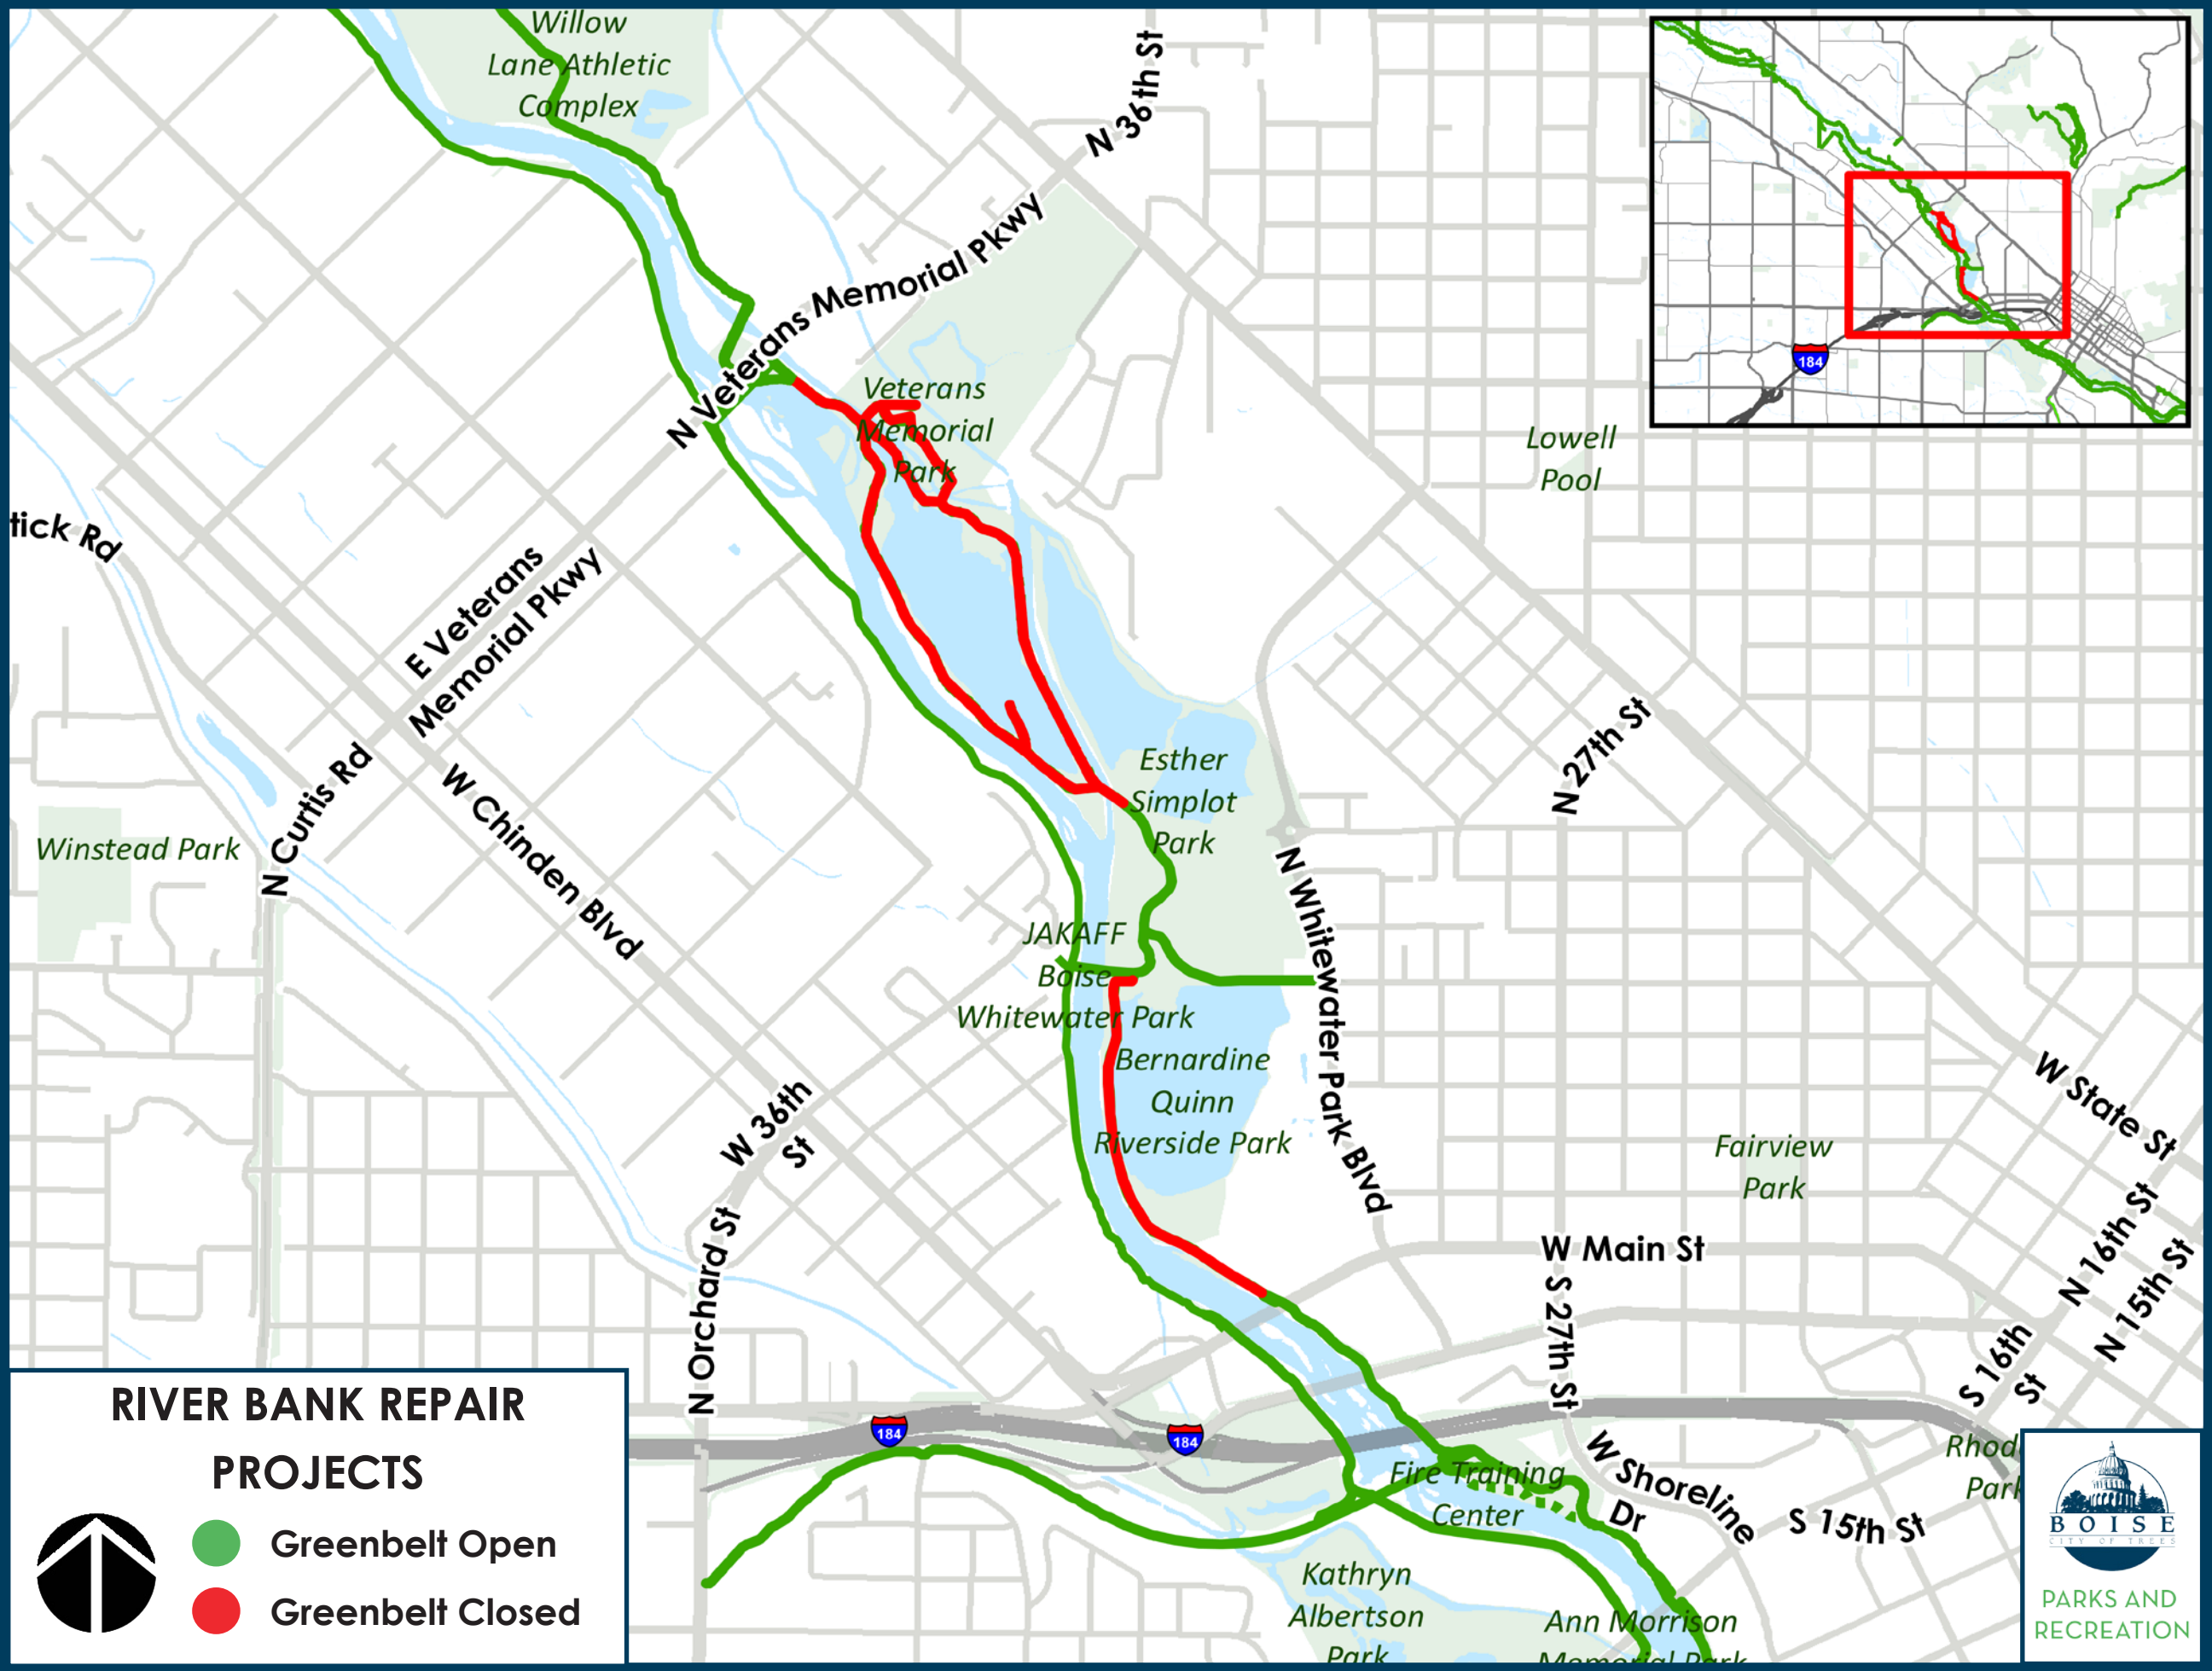 Willow
Lane Athletic
Complex
N 36th St
184
N Veterans Memorial Pkwy
Veterans
Memorial
Park
Lowell
Pool
tick Rd
E Veterans
Memorial Pkwy
N 27th St
Esther
Simplot
Park
N Curtis Rd
Winstead Park
W Chinden Blvd
N Whitewater Park Blvd
JAKAFF
Boise
Whitewater Park
Bernardine
Quinn
Riverside Park
W State St
W 36th
St
Fairview
Park
N Orchard St
W Main St
N 16th St
N 15th St
S 27th St
S 16th
St
184
184
Fire Training
Center
W Shoreline
Dr
S 15th St
Rhod
Park
Kathryn
Albertson
Park
Ann Morrison
Memorial Park
RIVER BANK REPAIR
PROJECTS
Greenbelt Open
Greenbelt Closed
BOISE
CITY OF TREES
PARKS AND
RECREATION